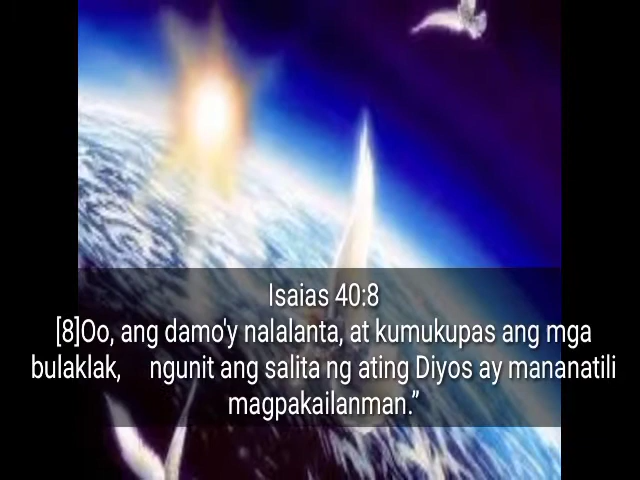 Isaias 40:8
[8]Oo, ang damo'y nalalanta, at kumukupas ang mga
bulaklak, ngunit ang salita ng ating Diyos ay mananatili
magpakailanman.”